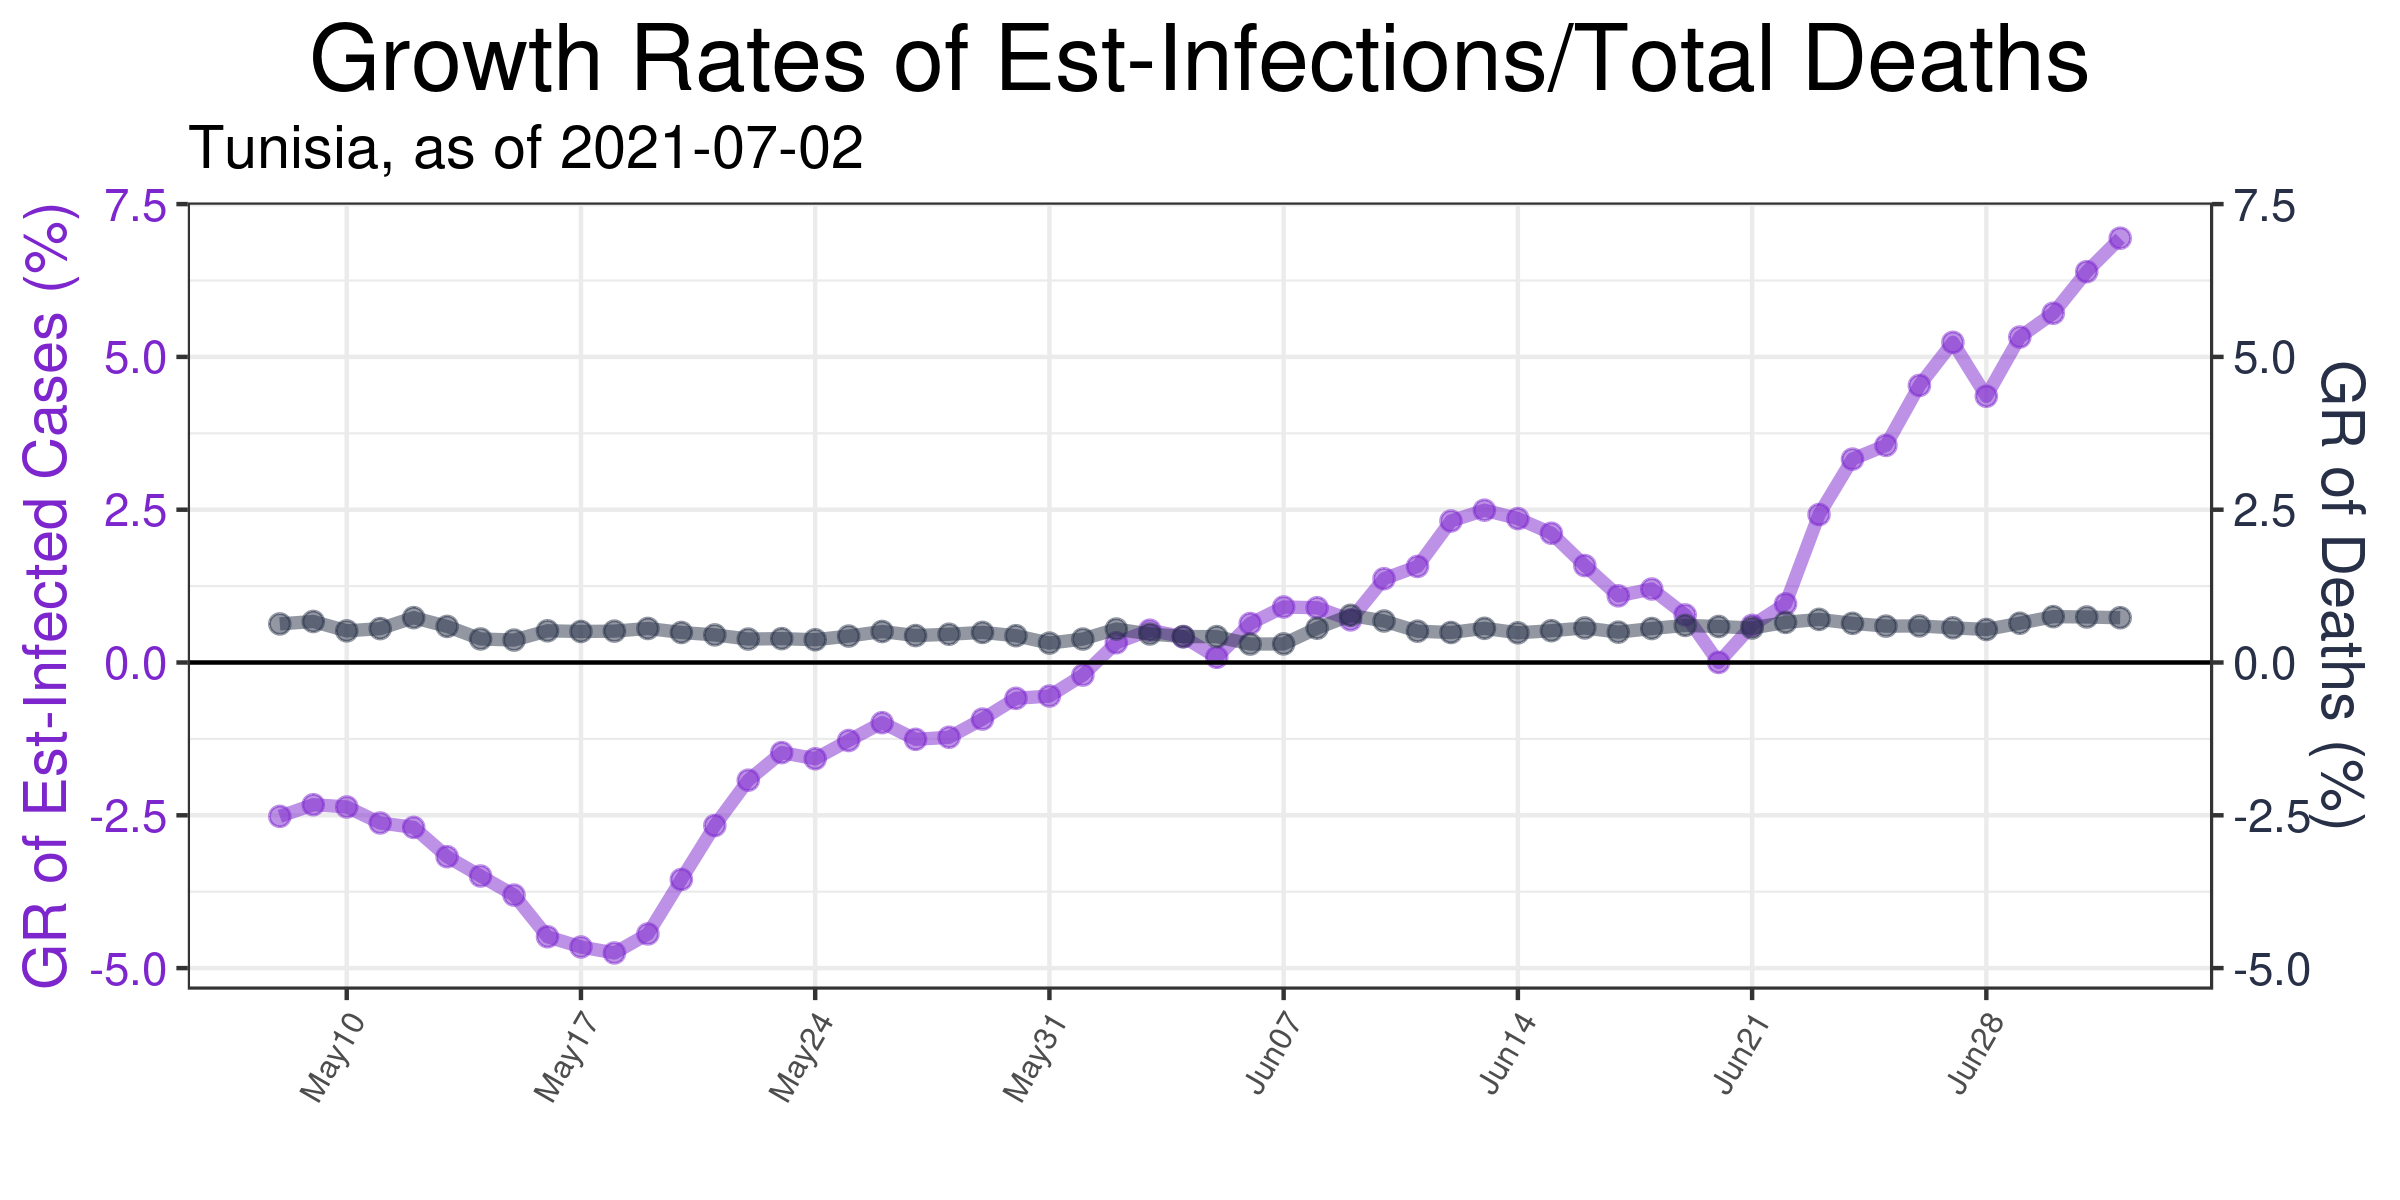 Growth Rates of Est-Infections/Total Deaths
Tunisia, as of 2021-07-02
GR of Est-Infected Cases (%)
7.5
5.0
2.5
0.0
-2.5
-5.0
7.5
5.0
2.5
0.0
-2.5
-5.0
GR of Deaths (%)
May10
May17
May24
May31
Jun07
Jun14
Jun21
Jun28